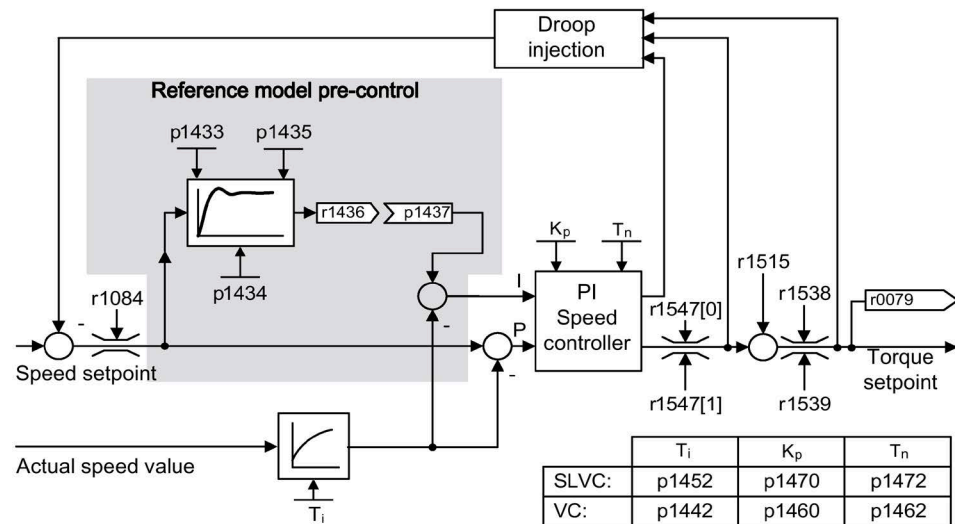 Droop
injection
Reference model pre-control
p1433
p1435
r1436
p1437
p1434
Kp
Tn
r1515
r1084
I
PI
Speed
controller
r1538
r0079
r1547[0]
-
-
P
-
Speed setpoint
Torque
setpoint
r1547[1]
r1539
Actual speed value
Ti
Ti Kp Tn
SLVC: p1452 p1470 p1472
VC: p1442 p1460 p1462